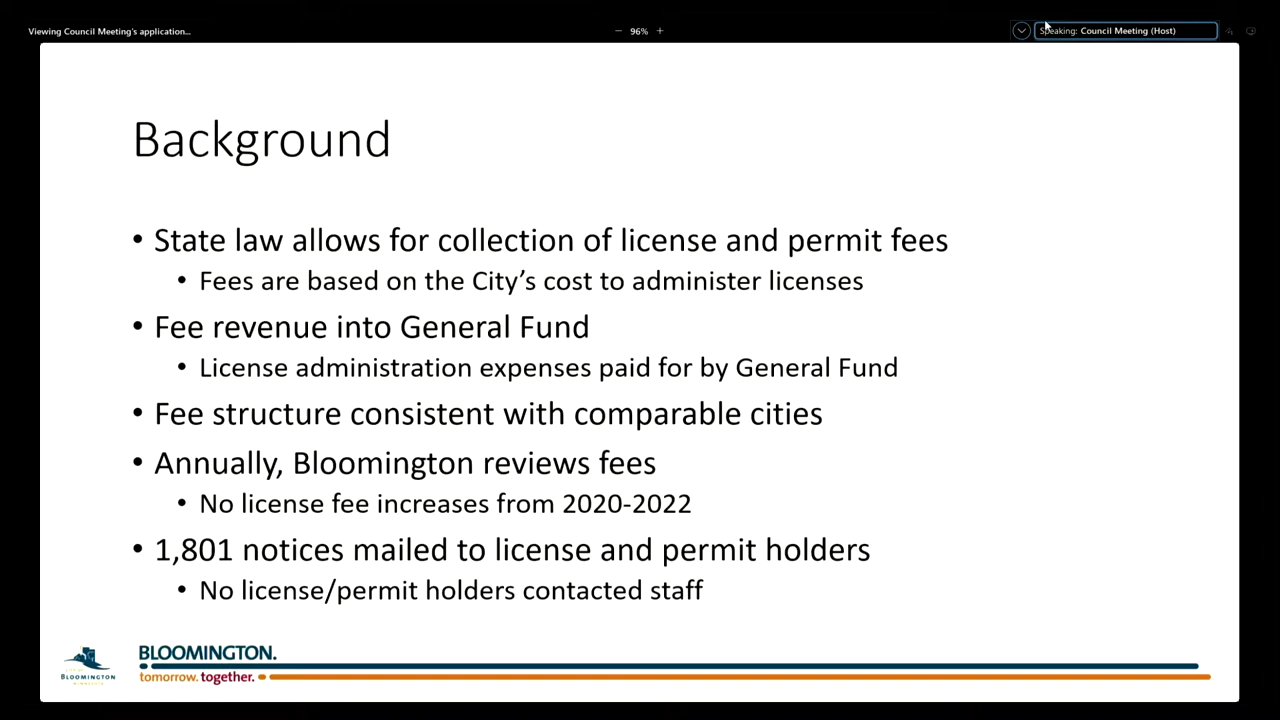 Viewing Council Meeting's application...
96%
Speaking: Council Meeting (Host)
Background
• State law allows for collection of license and permit fees
• Fees are based on the City's cost to administer licenses
• Fee revenue into General Fund
• License administration expenses paid for by General Fund
• Fee structure consistent with comparable cities
• Annually, Bloomington reviews fees
• No license fee increases from 2020-2022
• 1,801 notices mailed to license and permit holders
• No license/permit holders contacted staff
BLOOMINGTON.
tomorrow. together.
BLOOMINGTON